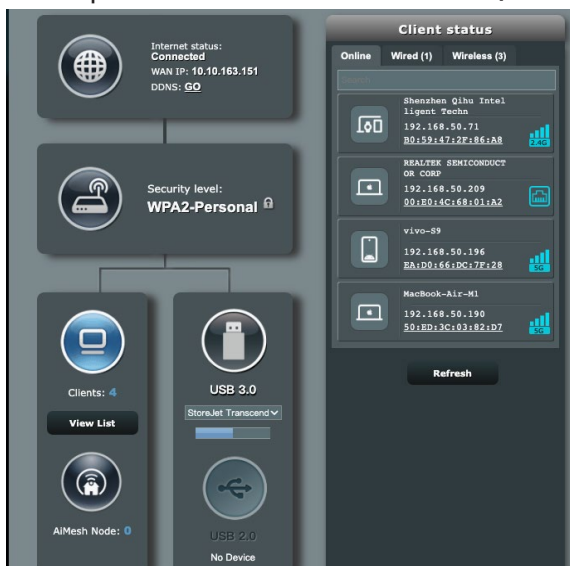 Internet status:
Connected
WAN IP: 10.10.163.151
DDNS: GO
Security level:
WPA2-Personal
Clients: 4
View List
AiMesh Node: 0
USB 3.0
StoreJet Transcend
USB 2.0
No Device
Client status
Online Wired (1) Wireless (3)
Shenzhen Qihu Intel
ligent Techn
192.168.50.71
B0:59:47:2F:86:A8
2.4G
REALTEK SEMICONDUCT
OR CORP
192.168.50.209
00:E0:4C:68:01:A2
vivo-S9
192.168.50.196
EA:D0:66:DC:7F:28
5G
MacBook-Air-M1
192.168.50.190
50:ED:3C:03:82:D7
5G
Refresh